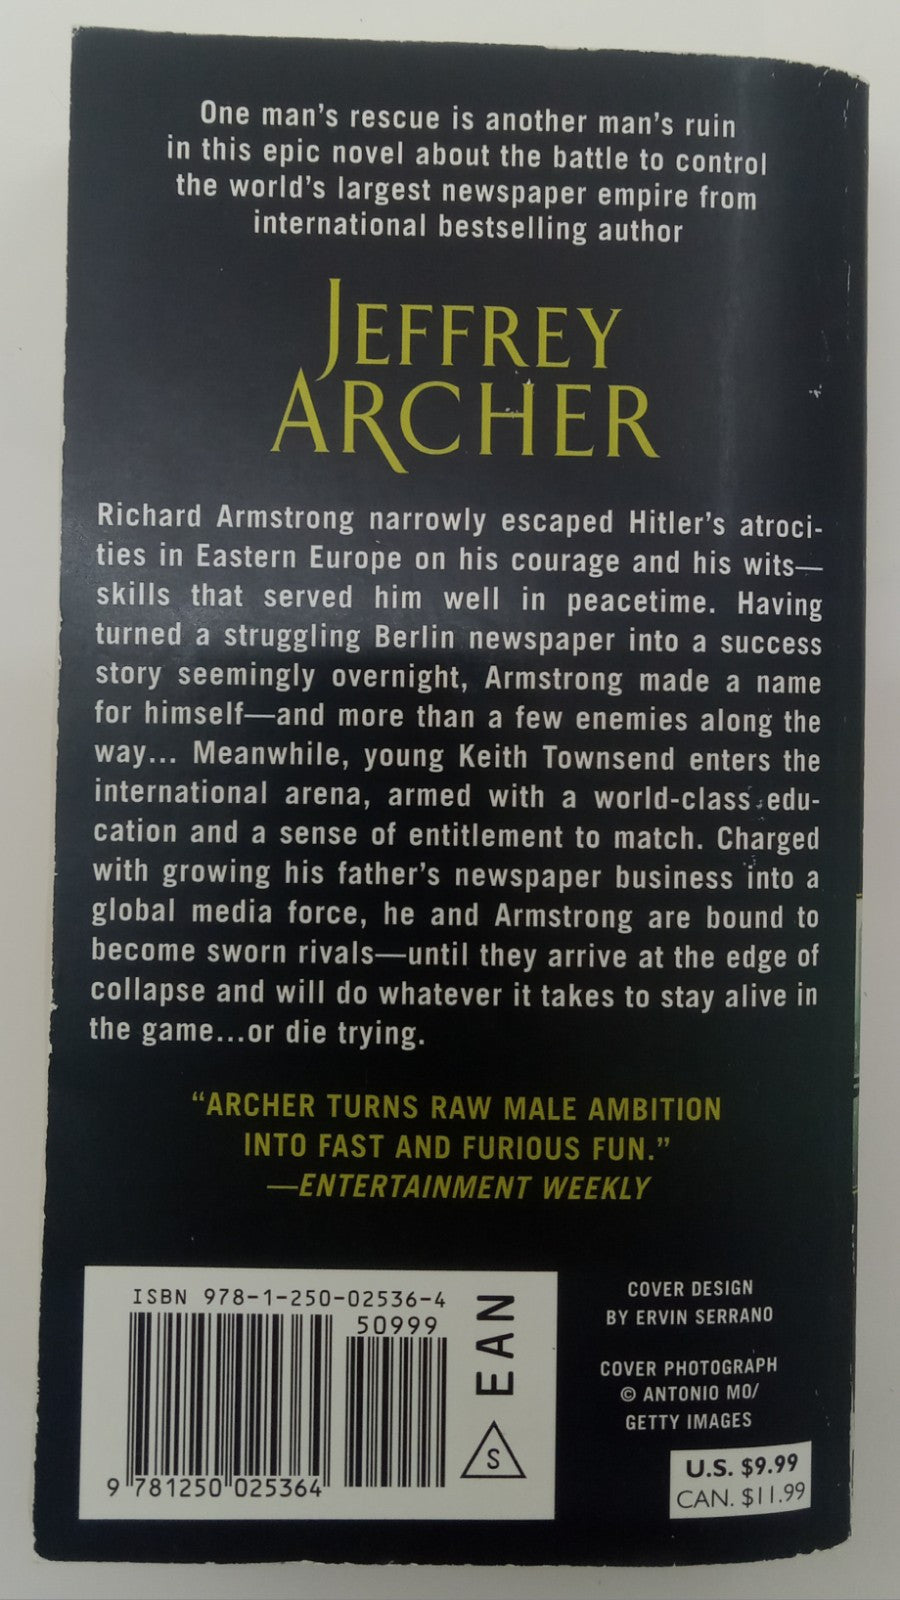 One man's rescue is another man's ruin
in this epic novel about the battle to control
the world's largest newspaper empire from
international bestselling author
JEFFREY
ARCHER
Richard Armstrong narrowly escaped Hitler's atroci-
ties in Eastern Europe on his courage and his wits—
skills that served him well in peacetime. Having
turned a struggling Berlin newspaper into a success
story seemingly overnight, Armstrong made a name
for himself—and more than a few enemies along the
way... Meanwhile, young Keith Townsend enters the
international arena, armed with a world-class edu-
cation and a sense of entitlement to match. Charged
with growing his father's newspaper business into a
global media force, he and Armstrong are bound to
become sworn rivals—until they arrive at the edge of
collapse and will do whatever it takes to stay alive in
the game...or die trying.
"ARCHER TURNS RAW MALE AMBITION
INTO FAST AND FURIOUS FUN."
—ENTERTAINMENT WEEKLY
ISBN 978-1-250-02536-4
50999
9 781250 025364
EAN
S
COVER DESIGN
BY ERVIN SERRANO
COVER PHOTOGRAPH
© ANTONIO MO/
GETTY IMAGES
U.S. $9.99
CAN. $11.99